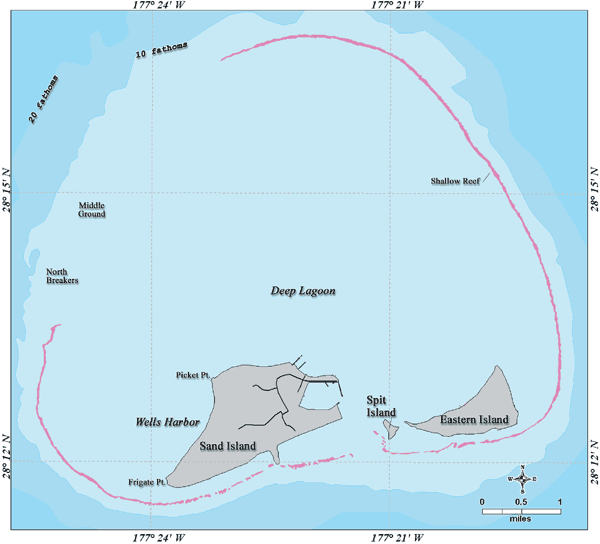 177° 24' W
177° 21' W
10 fathoms
20 fathoms
28° 15' N
28° 15' N
Shallow Reef
Middle
Ground
North
Breakers
Deep Lagoon
Picket Pt.
Spit
Island
Wells Harbor
Eastern Island
Sand Island
28° 12' N
28° 12' N
Frigate Pt.
N
W
E
S
0 0.5 1
miles
177° 24' W
177° 21' W